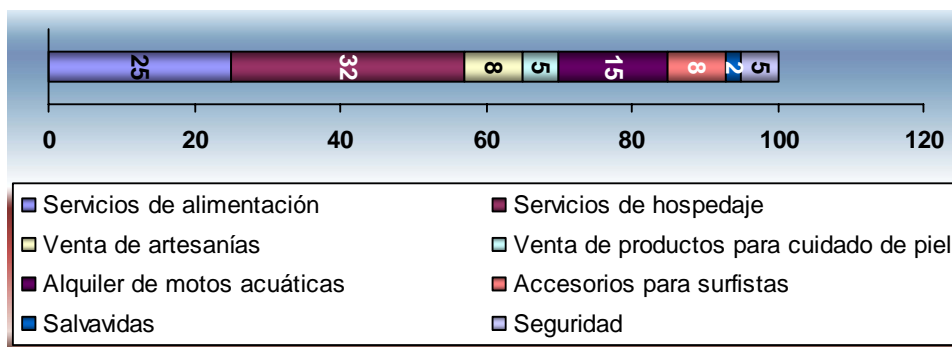 25 32 8 5 15 8 2 5
0 20 40 60 80 100 120
Servicios de alimentación Servicios de hospedaje
Venta de artesanías Venta de productos para cuidado de piel
Alquiler de motos acuáticas Accesorios para surfistas
Salvavidas Seguridad